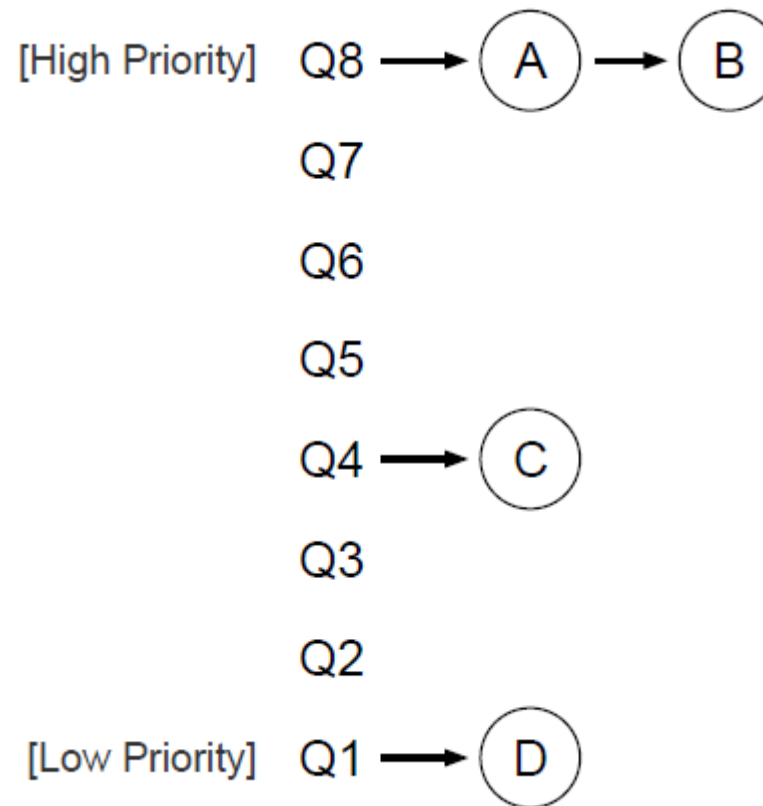 [High Priority] Q8 A B
Q7
Q6
Q5
Q4 C
Q3
Q2
[Low Priority] Q1 D